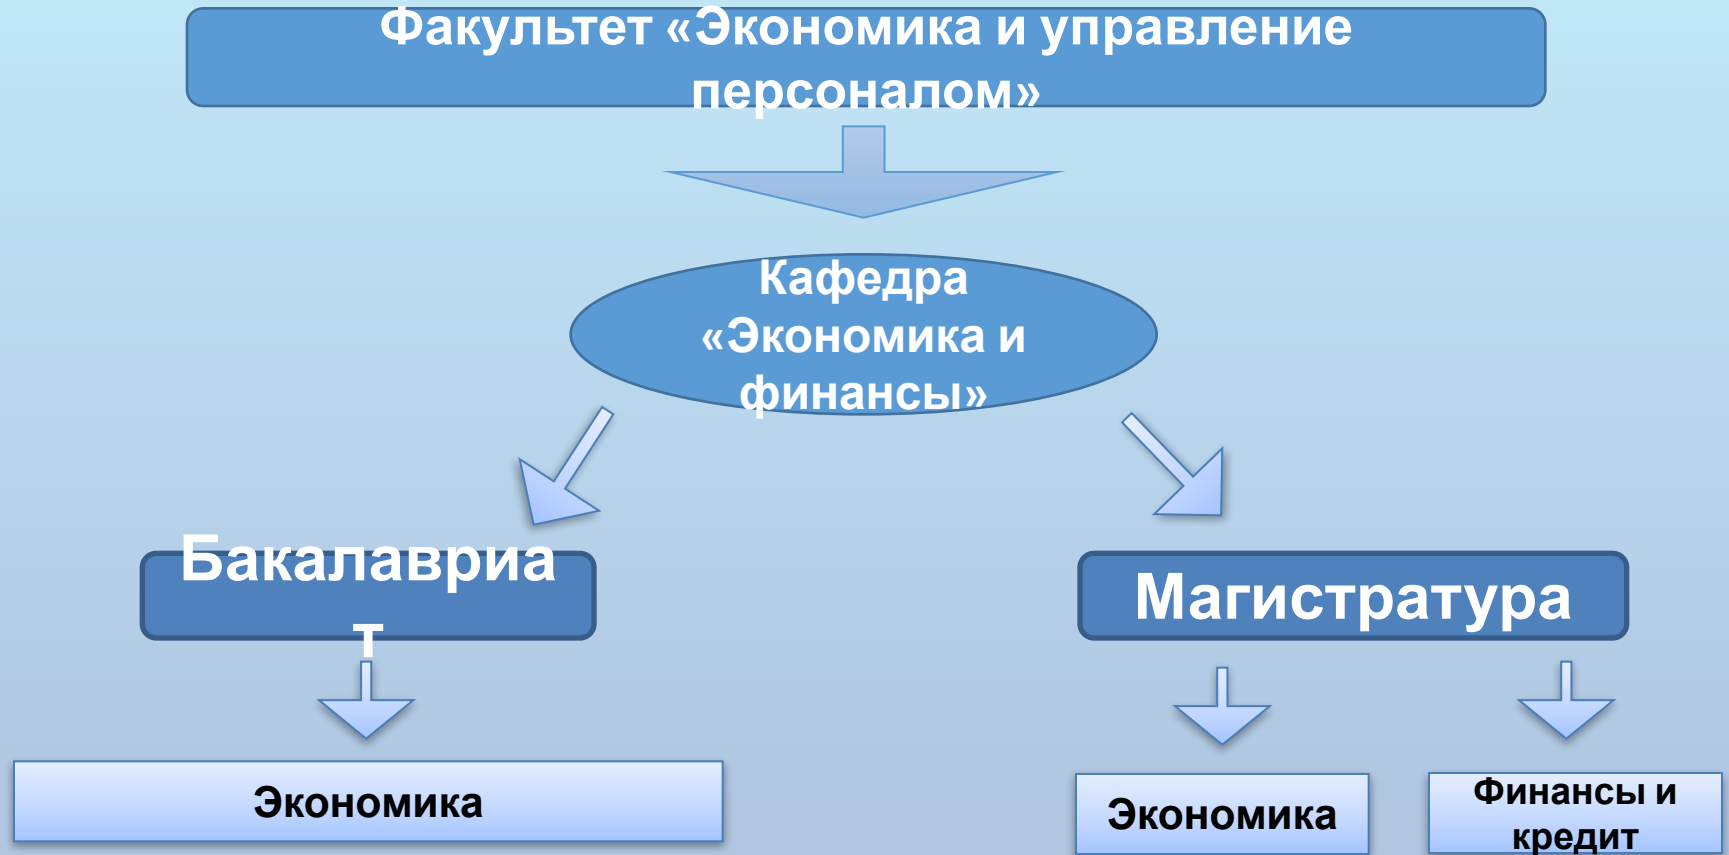 Факультет «Экономика и управление
персоналом»
Кафедра
«Экономика и
финансы»
Бакалавриа
т
Магистратура
Экономика
Экономика
Финансы и
кредит